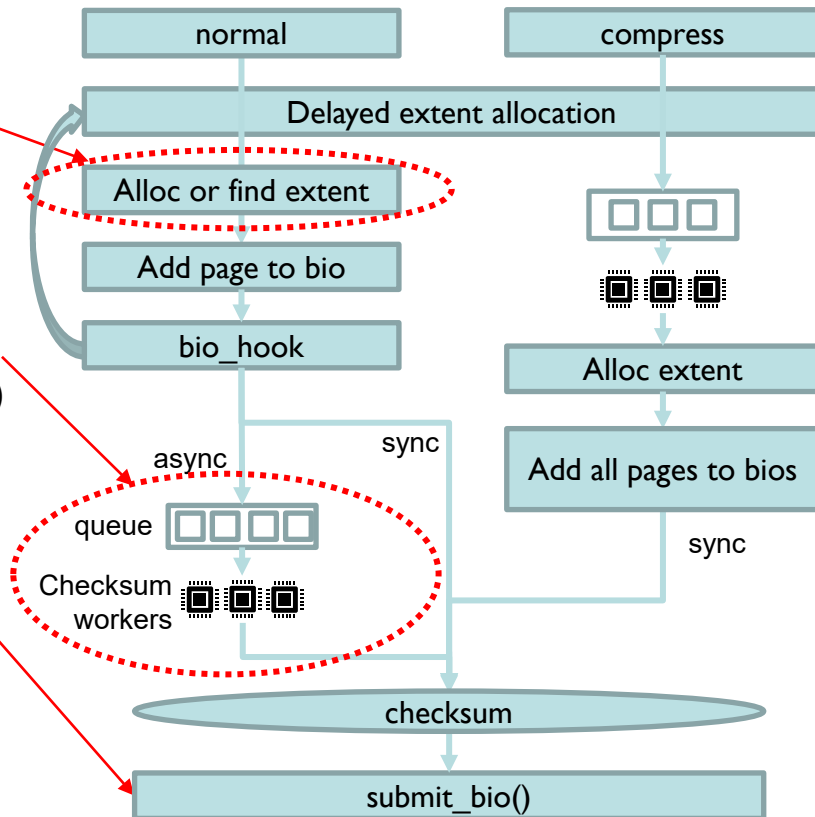 normal
compress
Delayed extent allocation
Alloc or find extent
Add page to bio
bio_hook
Alloc extent
)
async
sync
Add all pages to bios
queue
sync
Checksum
workers
checksum
submit_bio()